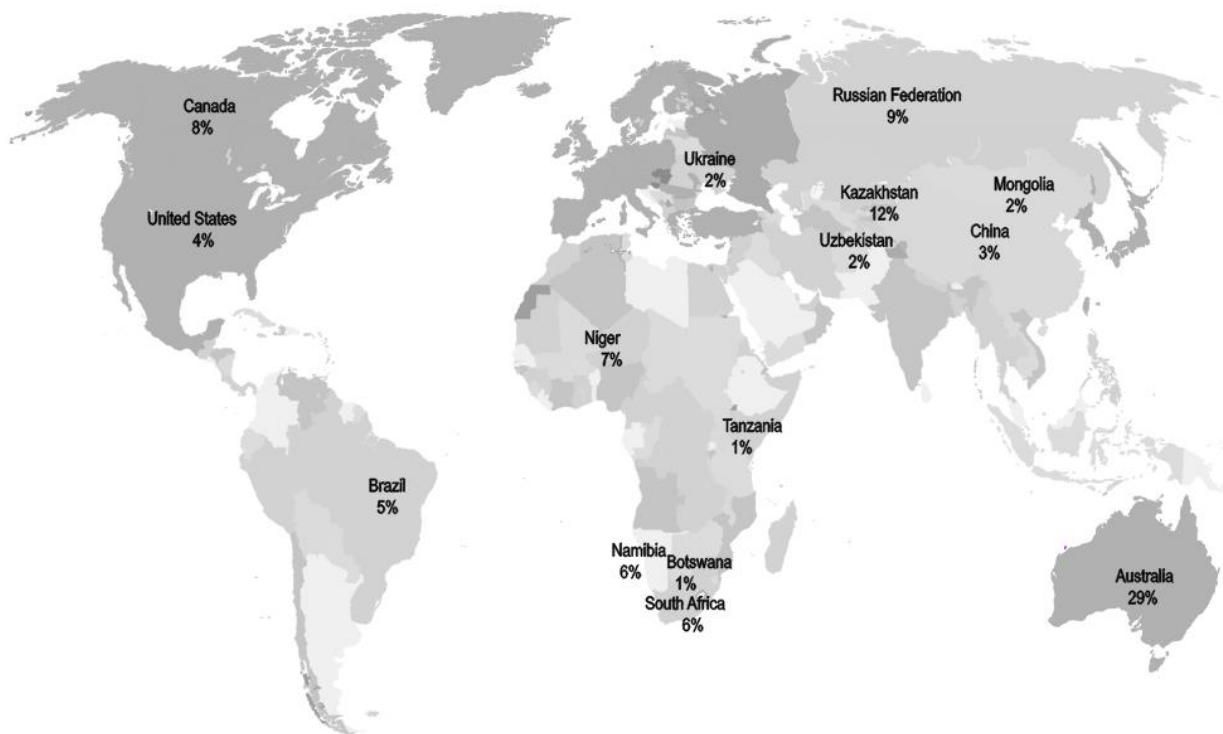 Canada
8%
United States
4%
Brazil
5%
Russian Federation
9%
Ukraine
2%
Kazakhstan
12%
Mongolia
2%
Uzbekistan
2%
China
3%
Niger
7%
Tanzania
1%
Namibia
6%
Botswana
1%
South Africa
6%
Australia
29%